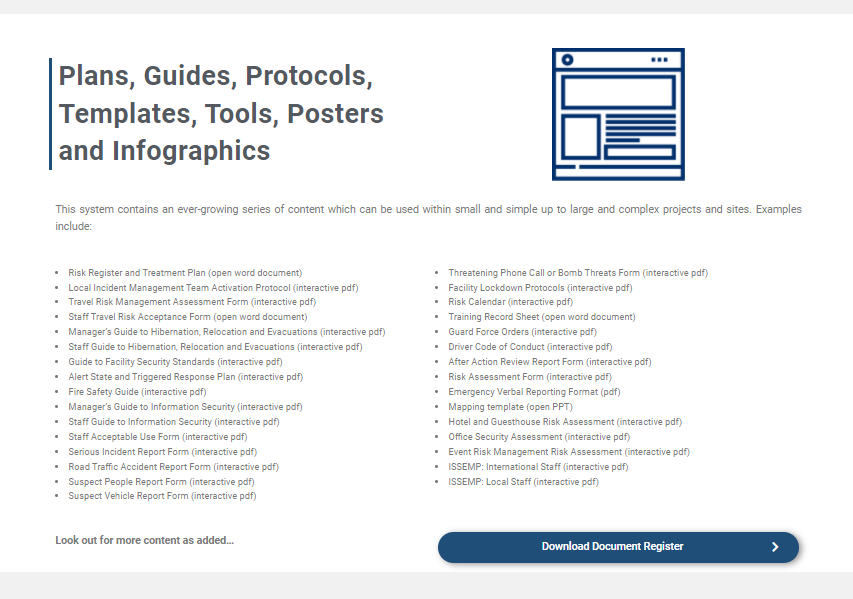 Plans, Guides, Protocols,
Templates, Tools, Posters
and Infographics
This system contains an ever-growing series of content which can be used within small and simple up to large and complex projects and sites. Examples
include:
Risk Register and Treatment Plan (open word document)
Local Incident Management Team Activation Protocol (interactive pdf)
Travel Risk Management Assessment Form (interactive pdf)
Staff Travel Risk Acceptance Form (open word document)
Manager's Guide to Hibernation, Relocation and Evacuations (interactive pdf)
Staff Guide to Hibernation, Relocation and Evacuations (interactive pdf)
Guide to Facility Security Standards (interactive pdf)
Alert State and Triggered Response Plan (interactive pdf)
Fire Safety Guide (interactive pdf)
Manager's Guide to Information Security (interactive pdf)
Staff Guide to Information Security (interactive pdf)
Staff Acceptable Use Form (interactive pdf)
Serious Incident Report Form (interactive pdf)
Road Traffic Accident Report Form (interactive pdf)
Suspect People Report Form (interactive pdf)
Suspect Vehicle Report Form (interactive pdf)
Threatening Phone Call or Bomb Threats Form (interactive pdf)
Facility Lockdown Protocols (interactive pdf)
Risk Calendar (interactive pdf)
Training Record Sheet (open word document)
Guard Force Orders (interactive pdf)
Driver Code of Conduct (interactive pdf)
After Action Review Report Form (interactive pdf)
Risk Assessment Form (interactive pdf)
Emergency Verbal Reporting Format (pdf)
Mapping template (open PPT)
Hotel and Guesthouse Risk Assessment (interactive pdf)
Office Security Assessment (interactive pdf)
Event Risk Management Risk Assessment (interactive pdf)
ISSEMP: International Staff (interactive pdf)
ISSEMP: Local Staff (interactive pdf)
Look out for more content as added...
Download Document Register